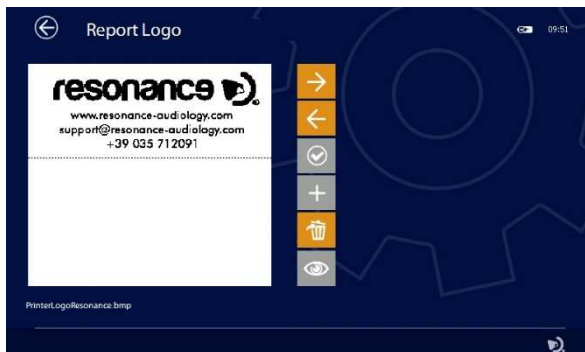 Report Logo
09:51
resonance
www.resonance-audiology.com
support@resonance-audiology.com
+39 035 712091
PrinterLogoResonance.bmp